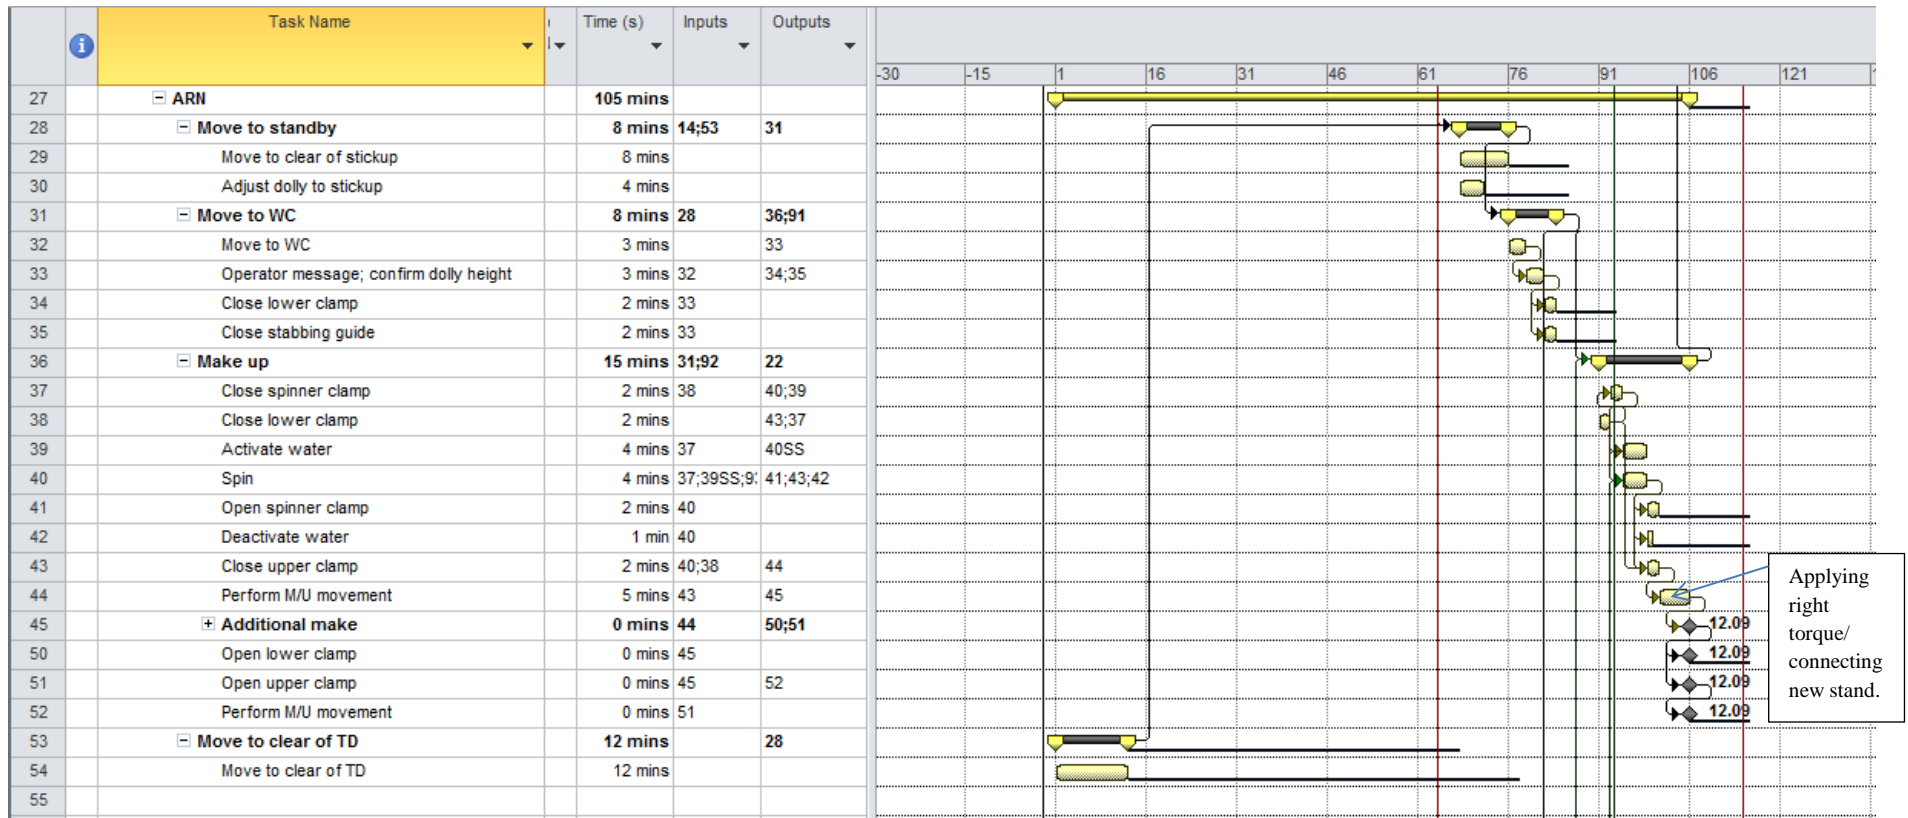 Task Name Time (s) Inputs Outputs
-30 -15 1 16 31 46 61 76 91 106 121
27 ARN 105 mins
28 Move to standby 8 mins 14;53 31
29 Move to clear of stickup 8 mins
30 Adjust dolly to stickup 4 mins
31 Move to WC 8 mins 28 36;91
32 Move to WC 3 mins 33
33 Operator message; confirm dolly height 3 mins 32 34;35
34 Close lower clamp 2 mins 33
35 Close stabbing guide 2 mins 33
36 Make up 15 mins 31;92 22
37 Close spinner clamp 2 mins 38 40;39
38 Close lower clamp 2 mins 43;37
39 Activate water 4 mins 37 40SS
40 Spin 4 mins 37;39SS; 41;43;42
41 Open spinner clamp 2 mins 40
42 Deactivate water 1 min 40
43 Close upper clamp 2 mins 40;38 44
44 Perform M/U movement 5 mins 43 45
45 Additional make 0 mins 44 50;51 12.09
50 Open lower clamp 0 mins 45 12.09
51 Open upper clamp 0 mins 45 52 12.09
52 Perform M/U movement 0 mins 51 12.09
53 Move to clear of TD 12 mins 28
54 Move to clear of TD 12 mins
55
Applying
right
torque/
connecting
new stand.